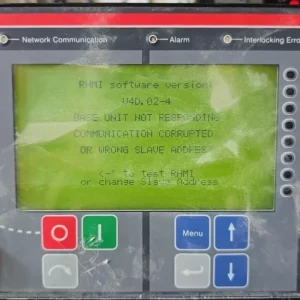 Network Communication Alarm Interlocking Erro
RHMI software version:
V4D.02-4
BASE UNIT NOT RESPONDING
COMMUNICATION CORRUPTED
OR WRONG SLAVE ADDRESS
<-" to test RHMI
or change Slave Address
Menu